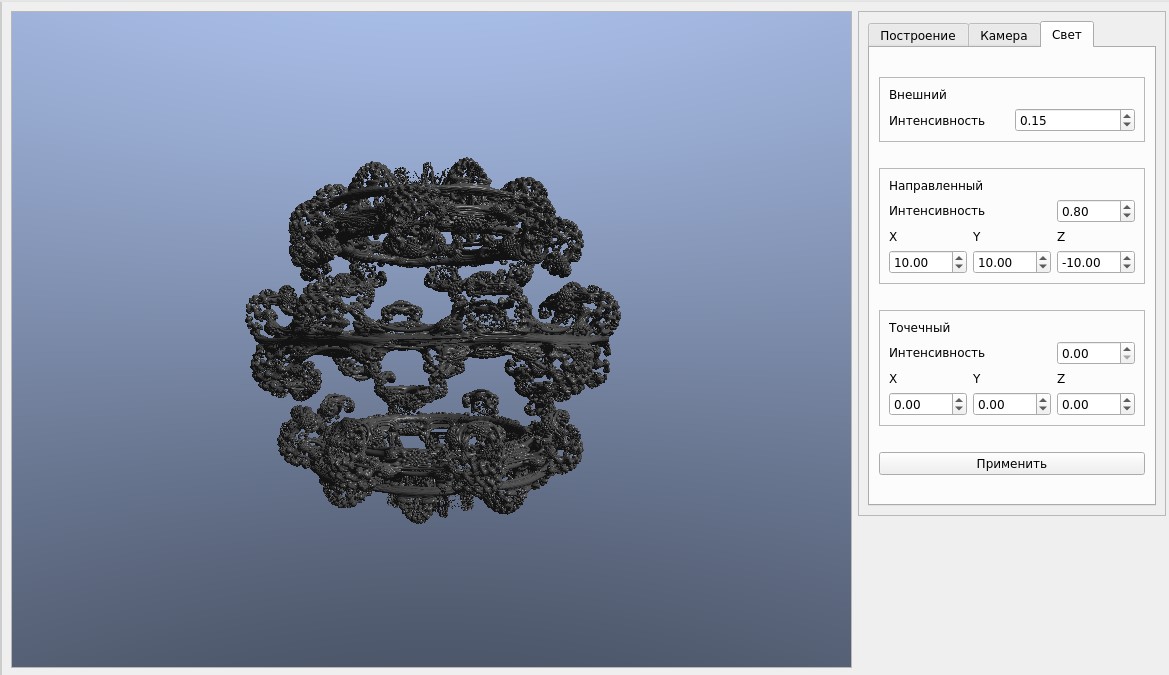 Построение Камера Свет
Внешний
Интенсивность 0.15
Направленный
Интенсивность 0.80
X Y Z
10.00 10.00 -10.00
Точечный
Интенсивность 0.00
X Y Z
0.00 0.00 0.00
Применить